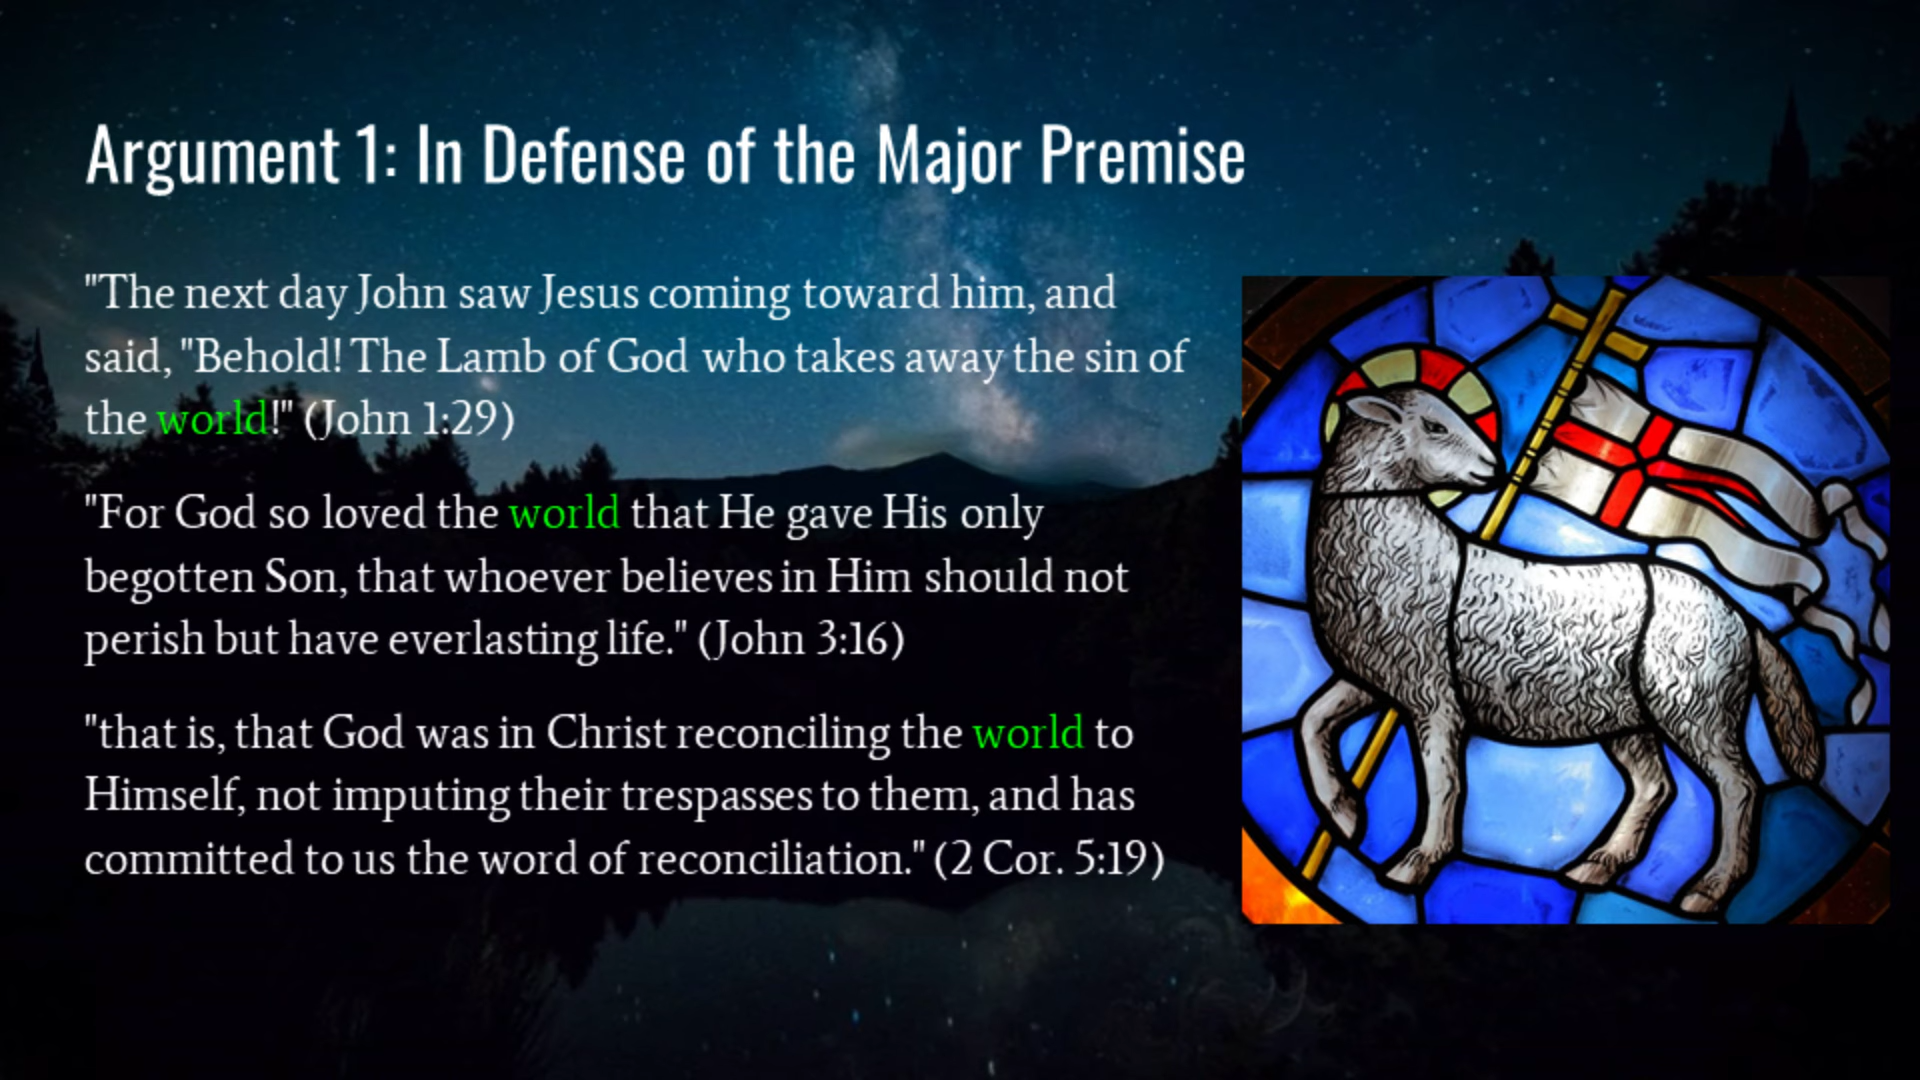 Argument 1: In Defense of the Major Premise
"The next day John saw Jesus coming toward him, and
said, "Behold! The Lamb of God who takes away the sin of
the world!" (John 1:29)
"For God so loved the world that He gave His only
begotten Son, that whoever believes in Him should not
perish but have everlasting life." (John 3:16)
"that is, that God was in Christ reconciling the world to
Himself, not imputing their trespasses to them, and has
committed to us the word of reconciliation." (2 Cor. 5:19)